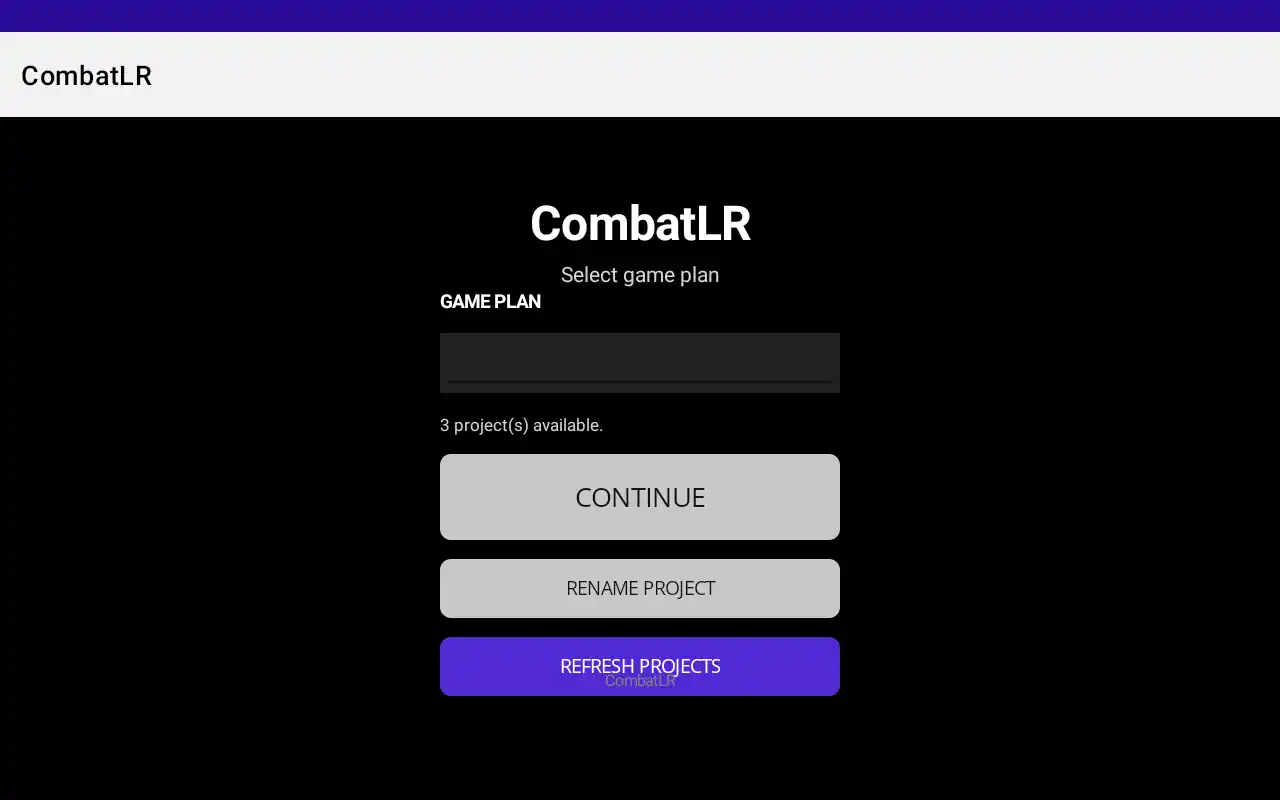 CombatLR
CombatLR
Select game plan
GAME PLAN
3 project(s) available.
CONTINUE
RENAME PROJECT
REFRESH PROJECTS
CombatLR